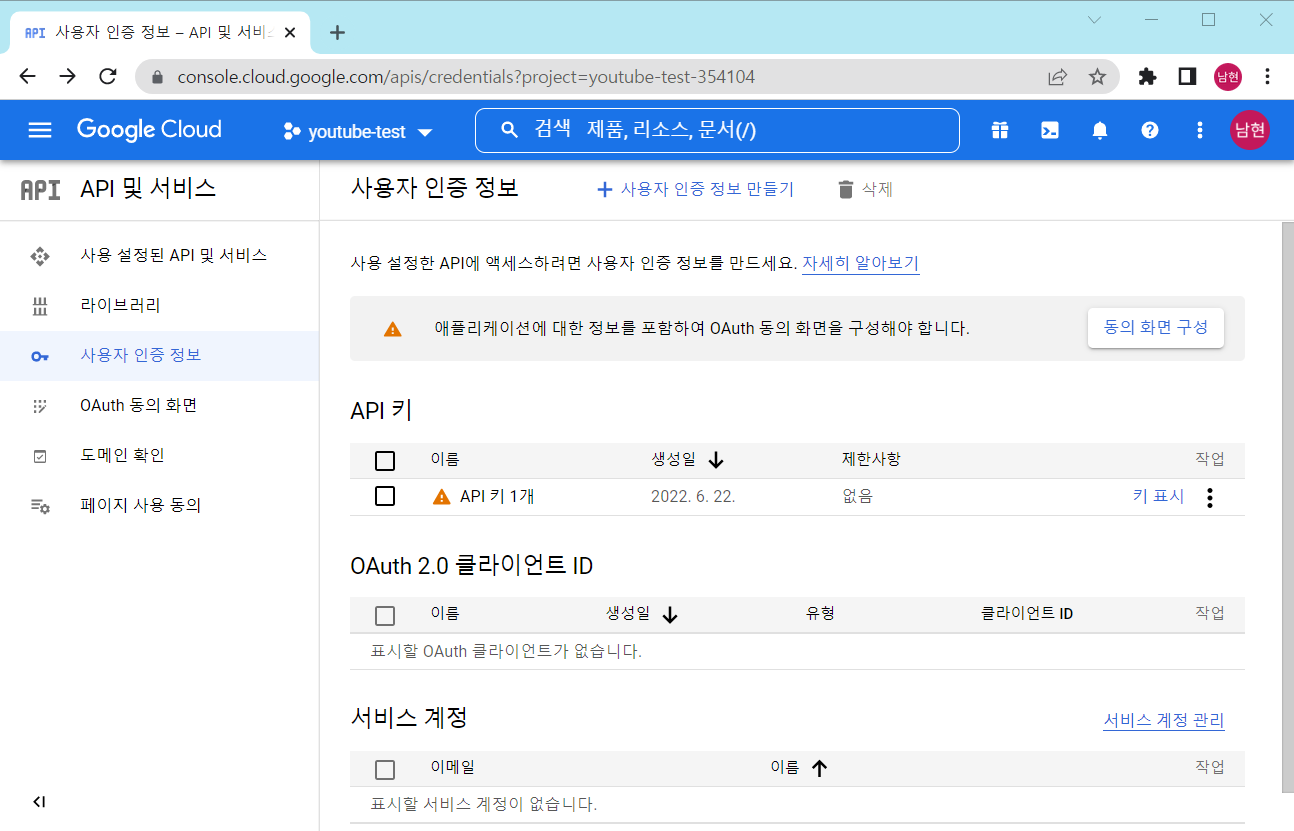 API 사용자 인증 정보 – API 및 서비스
console.cloud.google.com/apis/credentials?project=youtube-test-354104
남현
Google Cloud
youtube-test
검색 제품, 리소스, 문서(/)
남현
API API 및 서비스
사용자 인증 정보
사용자 인증 정보 만들기
삭제
사용 설정된 API 및 서비스
라이브러리
사용자 인증 정보
OAuth 동의 화면
도메인 확인
페이지 사용 동의
사용 설정한 API에 액세스하려면 사용자 인증 정보를 만드세요. 자세히 알아보기
애플리케이션에 대한 정보를 포함하여 OAuth 동의 화면을 구성해야 합니다.
동의 화면 구성
API 키
이름 생성일 제한사항 작업
API 키 1개 2022. 6. 22. 없음 키 표시
OAuth 2.0 클라이언트 ID
이름 생성일 유형 클라이언트 ID 작업
표시할 OAuth 클라이언트가 없습니다.
서비스 계정
서비스 계정 관리
이메일 이름 작업
표시할 서비스 계정이 없습니다.